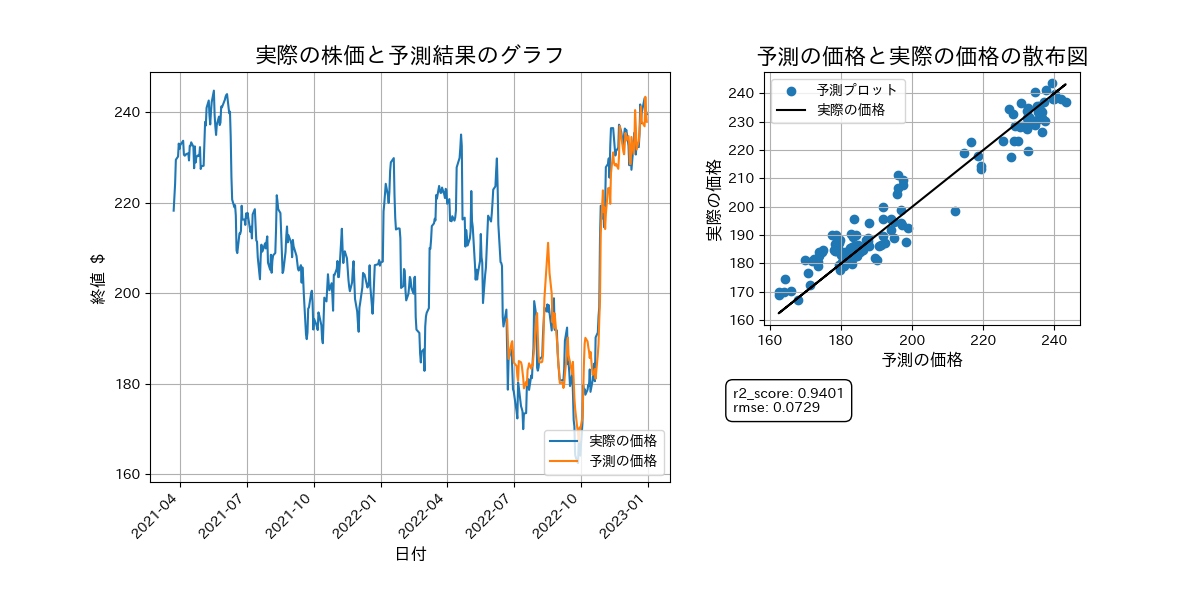 実際の株価と予測結果のグラフ
240
220
200
180
160
終値 $
2021-04
2021-07
2021-10
2022-01
2022-04
2022-07
2022-10
2023-01
日付
実際の価格
予測の価格
予測の価格と実際の価格の散布図
予測プロット
実際の価格
240
230
220
210
200
190
180
170
160
実際の価格
160
180
200
220
240
予測の価格
r2_score: 0.9401
rmse: 0.0729